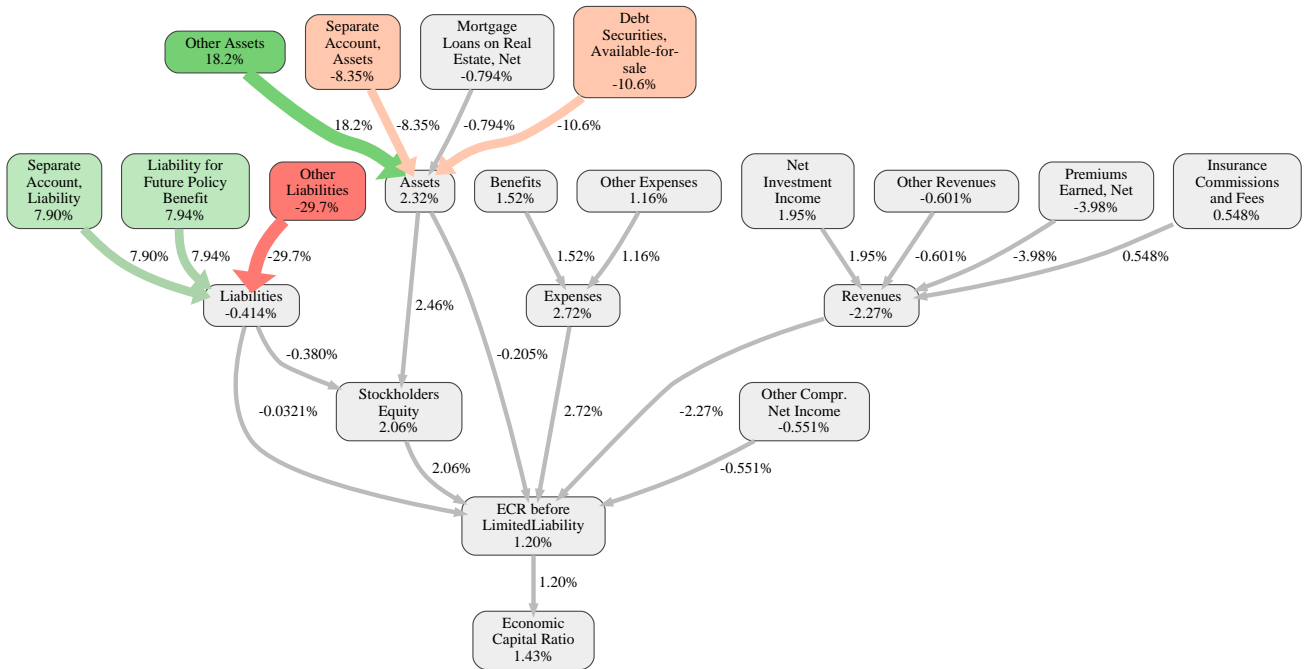 Other Assets
18.2%
Separate
Account,
Assets
-8.35%
Mortgage
Loans on Real
Estate, Net
-0.794%
Debt
Securities,
Available-for-
sale
-10.6%
18.2%
-8.35%
-0.794%
-10.6%
Separate
Account,
Liability
7.90%
Liability for
Future Policy
Benefit
7.94%
Other
Liabilities
-29.7%
Assets
2.32%
Benefits
1.52%
Other Expenses
1.16%
Net
Investment
Income
1.95%
Other Revenues
-0.601%
Premiums
Earned, Net
-3.98%
Insurance
Commissions
and Fees
0.548%
7.90%
7.94%
-29.7%
1.52%
1.16%
1.95%
-0.601%
-3.98%
0.548%
Liabilities
-0.414%
2.46%
Expenses
2.72%
Revenues
-2.27%
-0.380%
-0.205%
-0.0321%
Stockholders
Equity
2.06%
2.72%
-2.27%
Other Compr.
Net Income
-0.551%
2.06%
-0.551%
ECR before
LimitedLiability
1.20%
1.20%
Economic
Capital Ratio
1.43%